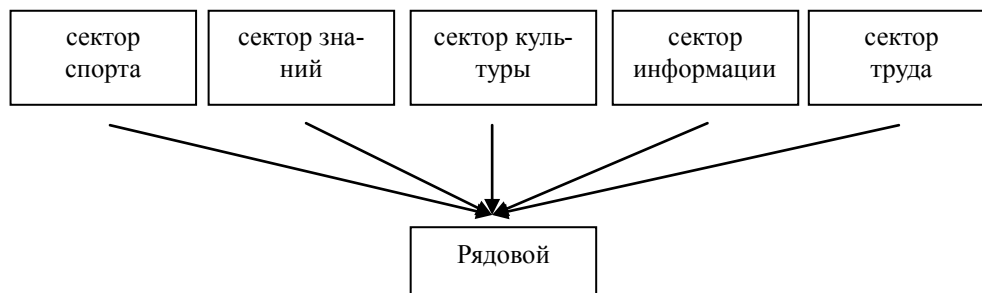 сектор
спорта
сектор зна-
ний
сектор куль-
туры
сектор
информации
сектор
труда
Рядовой